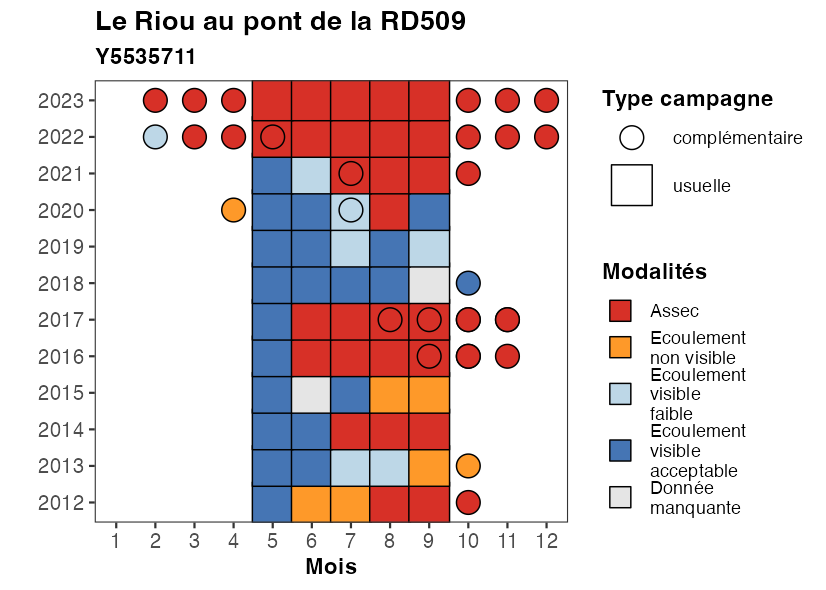 Le Riou au pont de la RD509
Y5535711
2023
2022
2021
2020
2019
2018
2017
2016
2015
2014
2013
2012
1 2 3 4 5 6 7 8 9 10 11 12
Mois
Type campagne
complémentaire
usuelle
Modalités
Assec
Ecoulement
non visible
Ecoulement
visible
faible
Ecoulement
visible
acceptable
Donnée
manquante